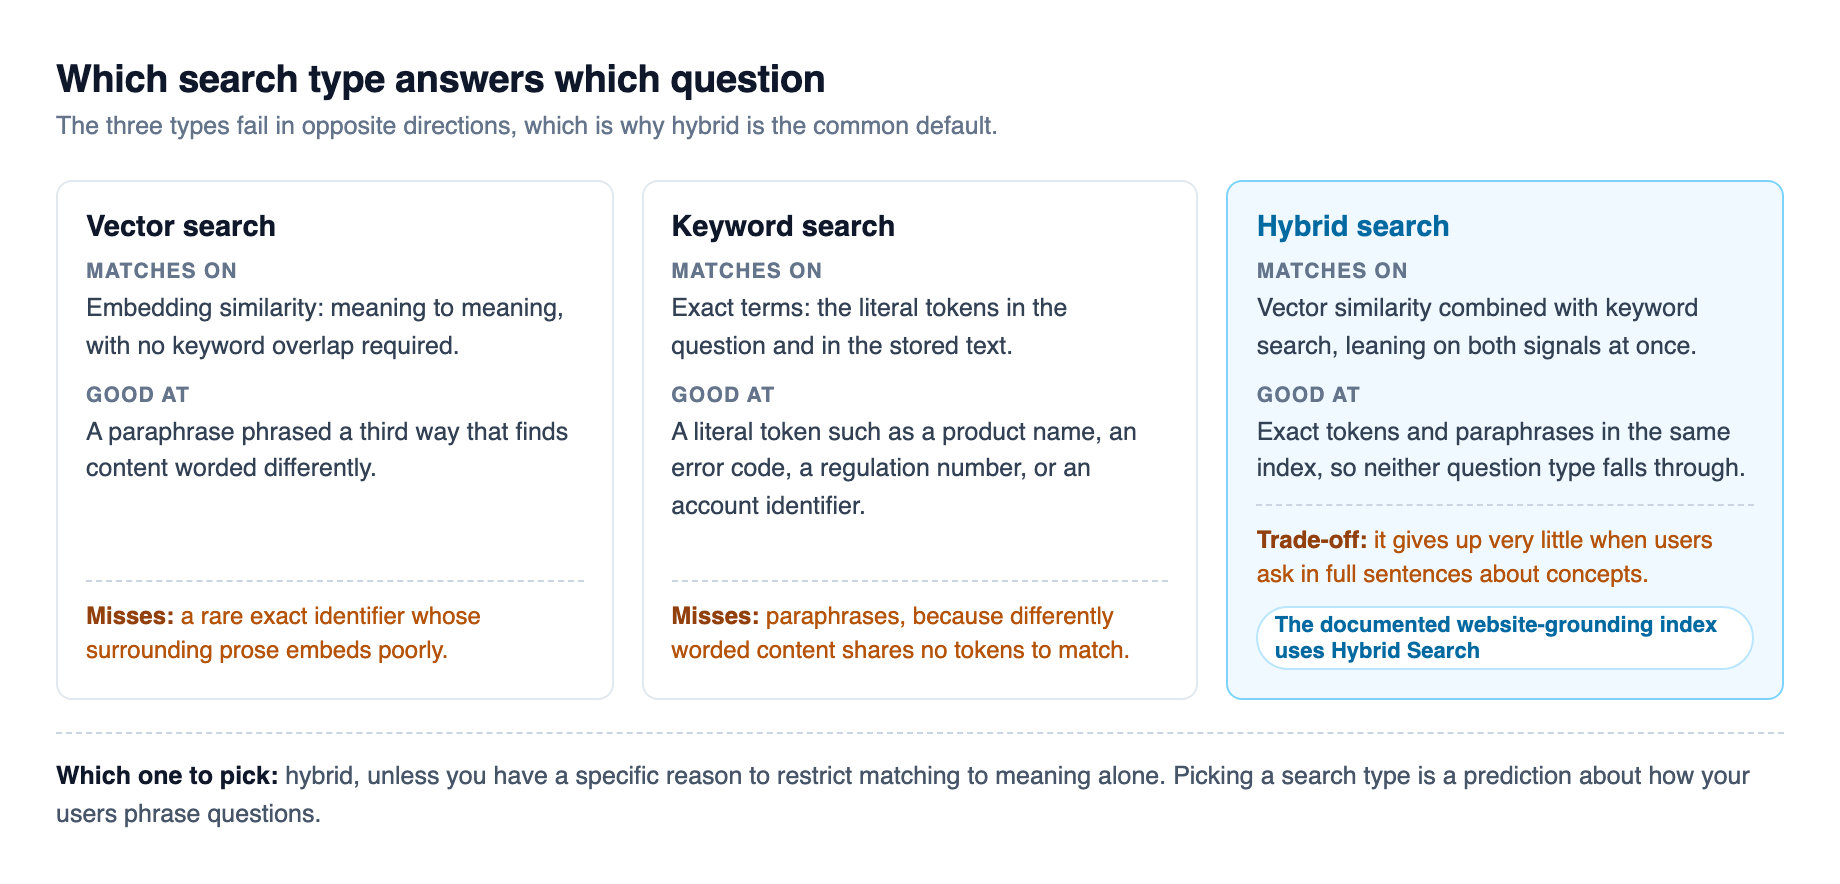 Which search type answers which question
The three types fail in opposite directions, which is why hybrid is the common default.
Vector search
MATCHES ON
Embedding similarity: meaning to meaning,
with no keyword overlap required.
GOOD AT
A paraphrase phrased a third way that finds
content worded differently.
Misses: a rare exact identifier whose
surrounding prose embeds poorly.
Keyword search
MATCHES ON
Exact terms: the literal tokens in the
question and in the stored text.
GOOD AT
A literal token such as a product name, an
error code, a regulation number, or an
account identifier.
Misses: paraphrases, because differently
worded content shares no tokens to match.
Hybrid search
MATCHES ON
Vector similarity combined with keyword
search, leaning on both signals at once.
GOOD AT
Exact tokens and paraphrases in the same
index, so neither question type falls through.
Trade-off: it gives up very little when users
ask in full sentences about concepts.
The documented website-grounding index
uses Hybrid Search
Which one to pick: hybrid, unless you have a specific reason to restrict matching to meaning alone. Picking a search type is a prediction about how your
users phrase questions.